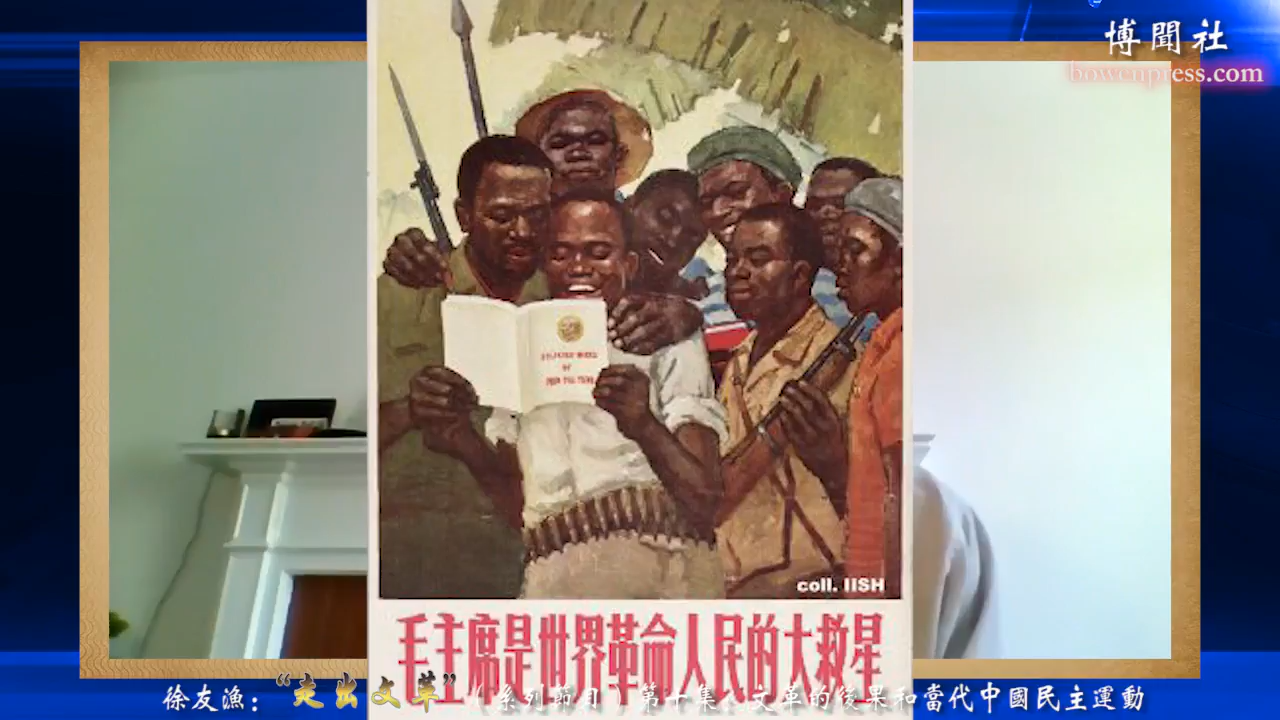 博聞社
bowenpress.com
SELECTED WORKS
OF
MAO TSE-TUNG
coll. IISH
毛主席是世界革命人民的大救星
徐友漁：“走出文革”（系列節目）第十集：文革的後果和當代中國民主運動